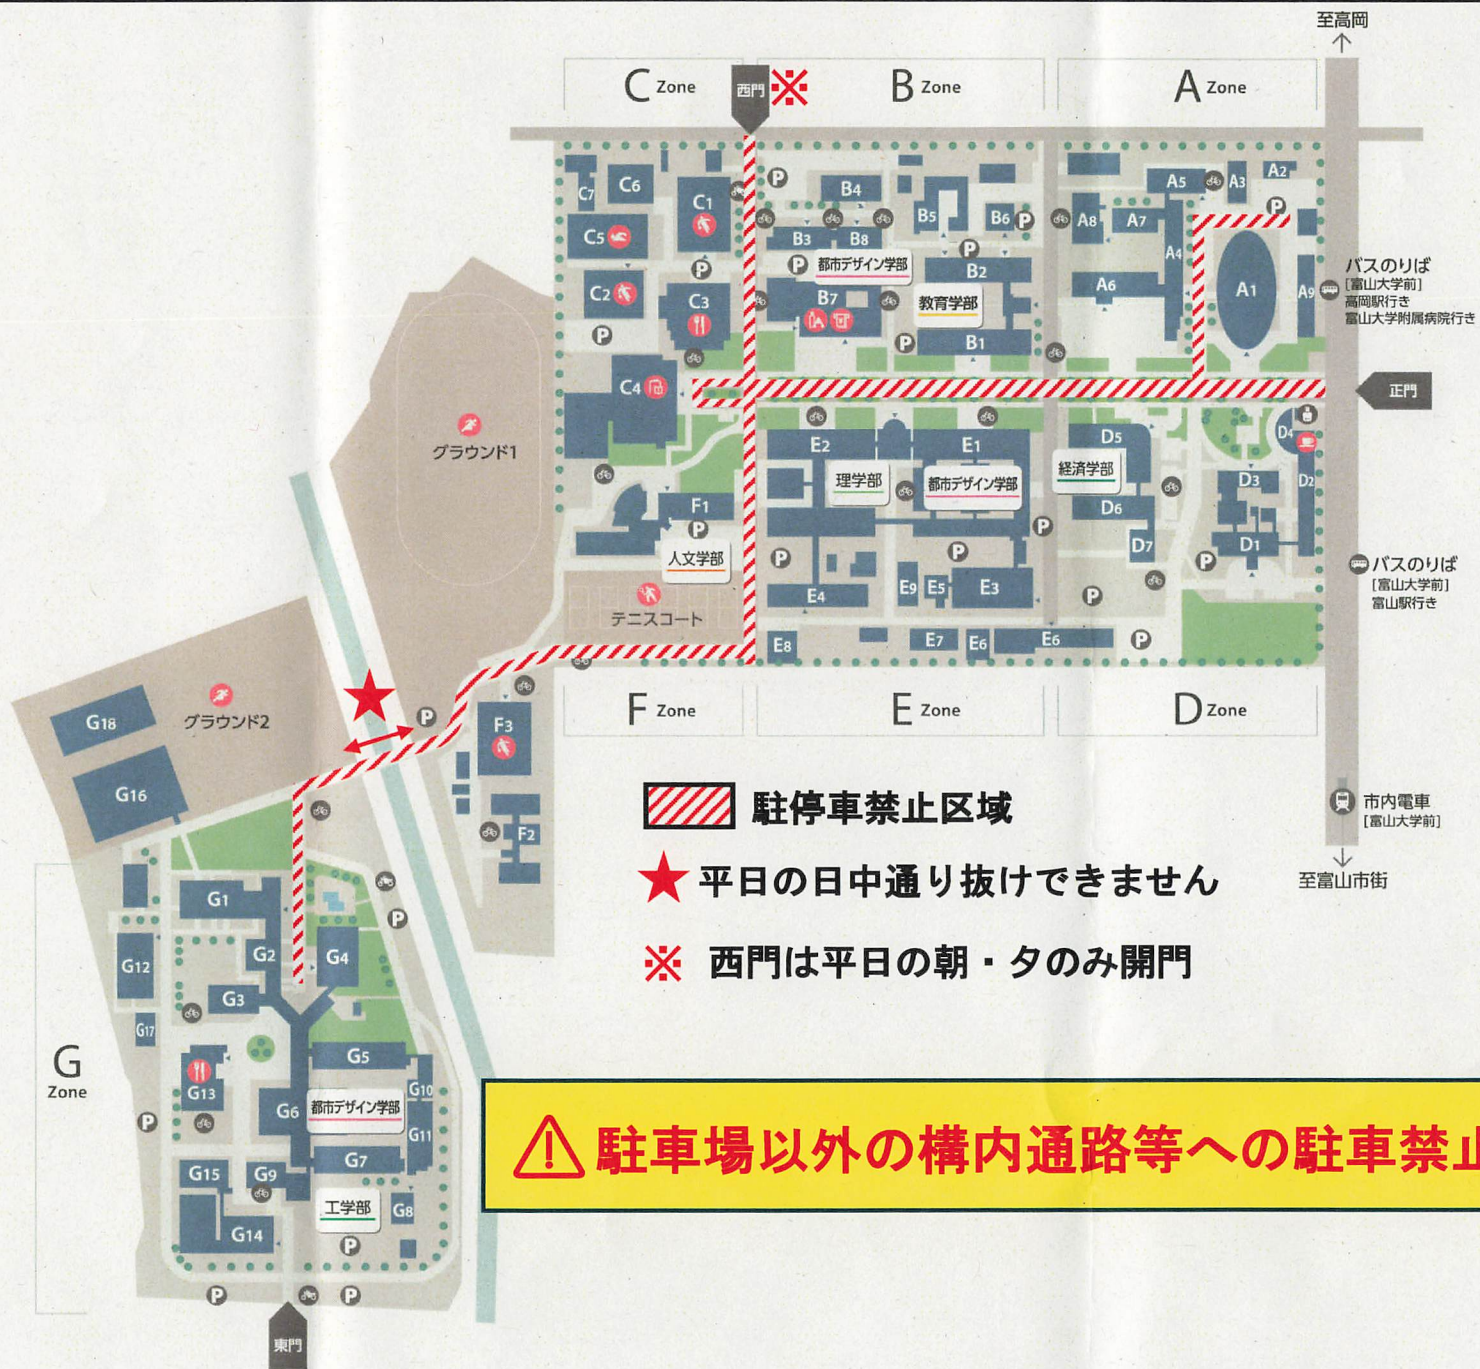 至高岡
C Zone
西門
※
B Zone
A Zone
C7
C6
C1
C5
C2
C3
C4
B4
B5
B6
B3
B8
都市デザイン学部
B2
B7
教育学部
B1
A5
A3
A2
A8
A7
A4
A6
A1
A9
バスのりば
[富山大学前]
高岡駅行き
富山大学附属病院行き
正門
グラウンド1
E2
E1
理学部
都市デザイン学部
D5
経済学部
D4
D3
D2
D6
D7
D1
F1
人文学部
テニスコート
E4
E9
E5
E3
E8
E7
E6
E6
バスのりば
[富山大学前]
富山駅行き
F Zone
E Zone
D Zone
グラウンド2
G18
G16
F3
F2
駐停車禁止区域
★ 平日の日中通り抜けできません
※ 西門は平日の朝・夕のみ開門
市内電車
[富山大学前]
至富山市街
G1
G2
G4
G12
G3
G17
G Zone
G5
G13
G10
G6
都市デザイン学部
G11
G7
G15
G9
工学部
G8
G14
東門
駐車場以外の構内通路等への駐車禁止